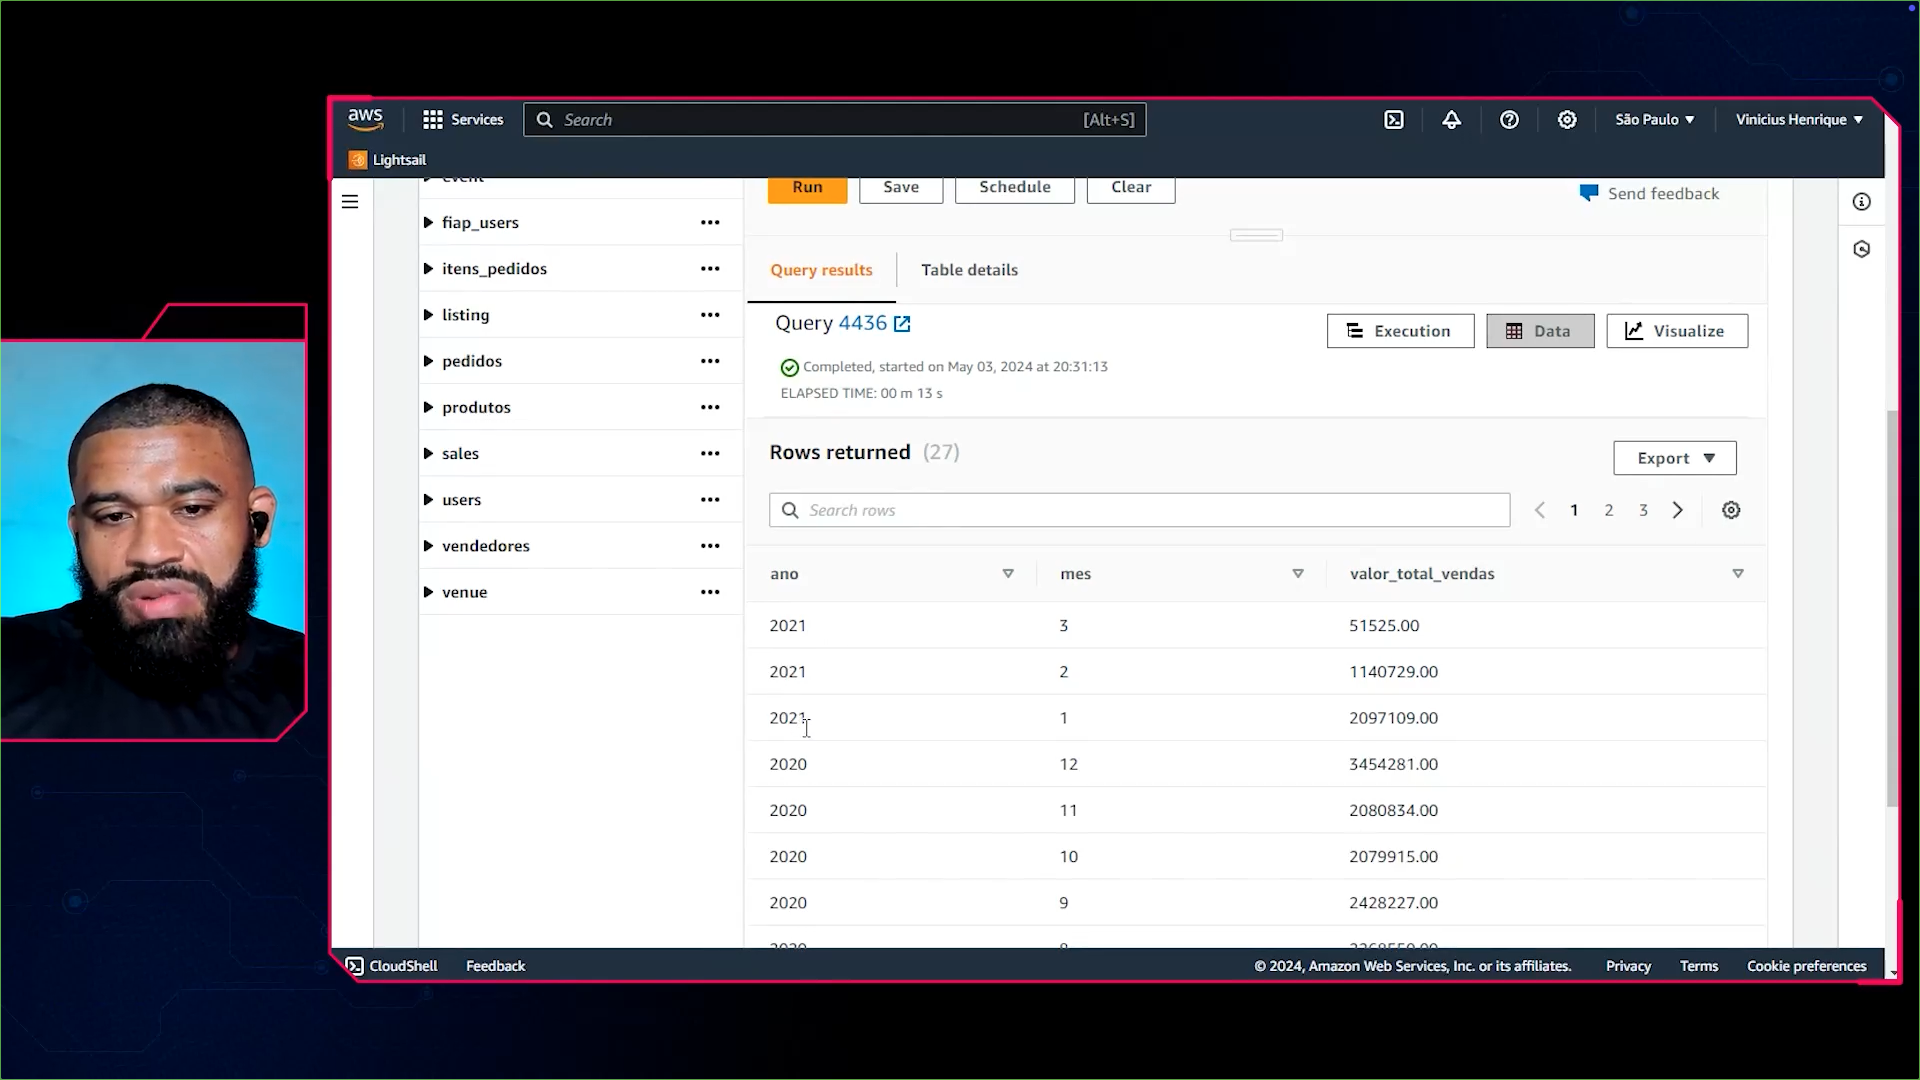 aws
Services
Search
[Alt+S]
São Paulo
Vinicius Henrique
Lightsail
event
fiap_users
itens_pedidos
listing
pedidos
produtos
sales
users
vendedores
venue
Run
Save
Schedule
Clear
Send feedback
Query results
Table details
Query 4436
Execution
Data
Visualize
Completed, started on May 03, 2024 at 20:31:13
ELAPSED TIME: 00 m 13 s
Rows returned (27)
Export
Search rows
1 2 3
ano mes valor_total_vendas
2021 3 51525.00
2021 2 1140729.00
2021 1 2097109.00
2020 12 3454281.00
2020 11 2080834.00
2020 10 2079915.00
2020 9 2428227.00
2020 8
CloudShell
Feedback
© 2024, Amazon Web Services, Inc. or its affiliates.
Privacy
Terms
Cookie preferences